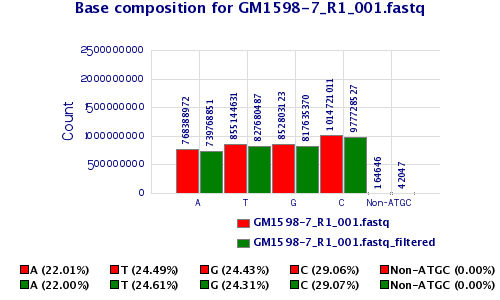 Base composition for GM1598-7_R1_001.fastq
2500000000
2000000000
1500000000
1000000000
500000000
0
Count
768388972
739768851
855144631
827680487
852803123
817635370
1014721011
977728527
164646
42047
A T G C Non-ATGC
GM1598-7_R1_001.fastq
GM1598-7_R1_001.fastq_filtered
A (22.01%) T (24.49%) G (24.43%) C (29.06%) Non-ATGC (0.00%)
A (22.00%) T (24.61%) G (24.31%) C (29.07%) Non-ATGC (0.00%)